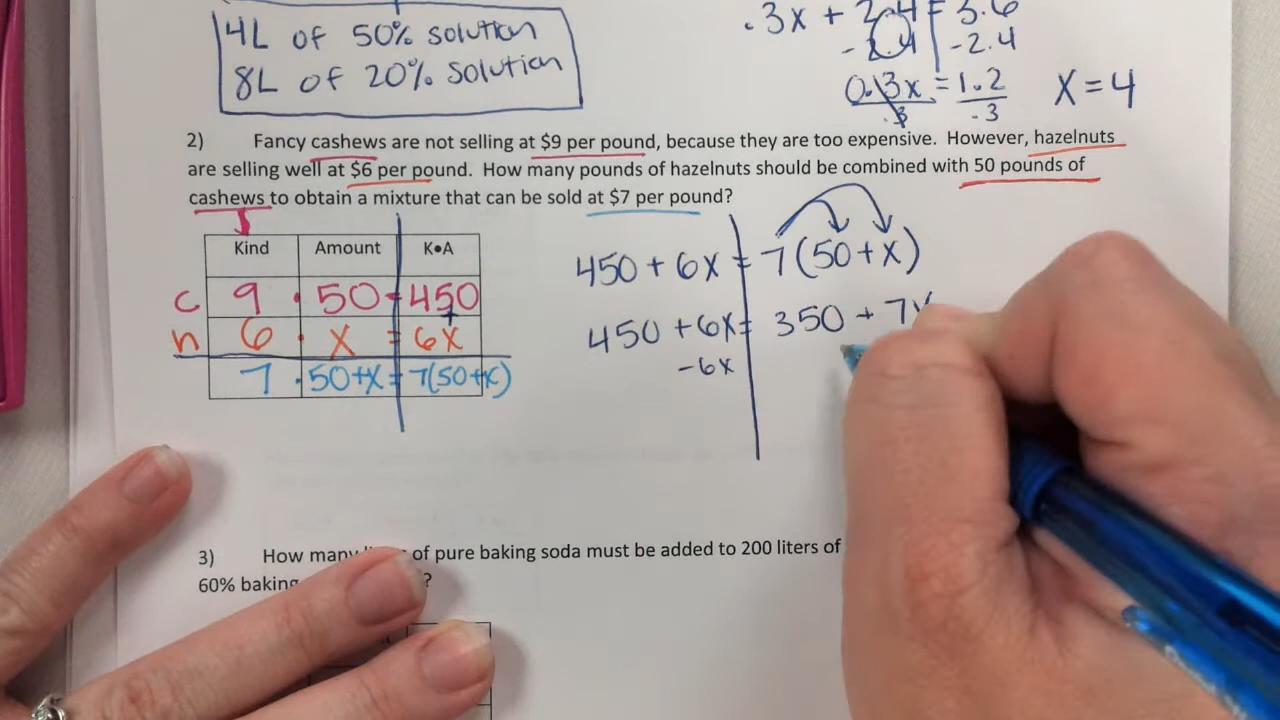 4L of 50% solution
8L of 20% solution
.3x + 2.4 = 3.6
-2.4 -2.4
0.3x = 1.2
.3 .3
x = 4
2) Fancy cashews are not selling at $9 per pound, because they are too expensive. However, hazelnuts
are selling well at $6 per pound. How many pounds of hazelnuts should be combined with 50 pounds of
cashews to obtain a mixture that can be sold at $7 per pound?
Kind Amount K•A
c 9 · 50 = 450
+
h 6 · x = 6x
7 · 50+x = 7(50+x)
450 + 6x = 7(50+x)
450 + 6x = 350 + 7x
-6x
3) How many of pure baking soda must be added to 200 liters of
60% baking ?